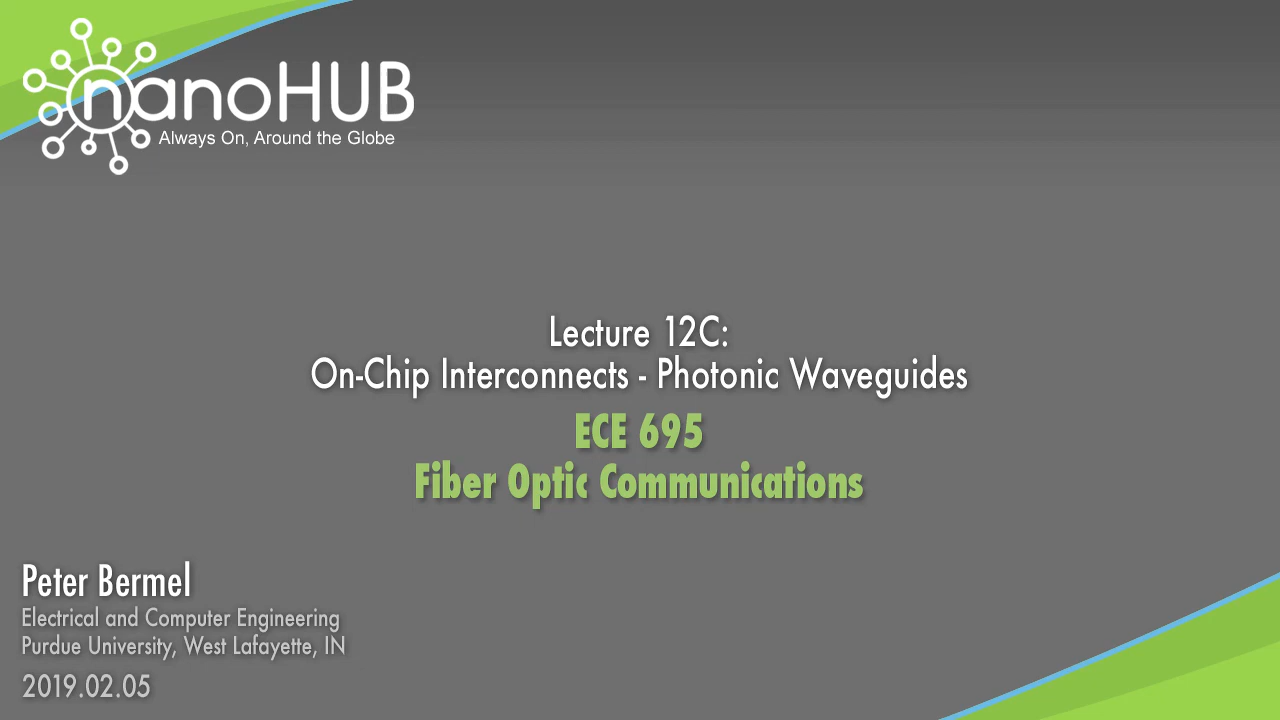 nanoHUB
Always On, Around the Globe
Lecture 12C:
On-Chip Interconnects - Photonic Waveguides
ECE 695
Fiber Optic Communications
Peter Bermel
Electrical and Computer Engineering
Purdue University, West Lafayette, IN
2019.02.05